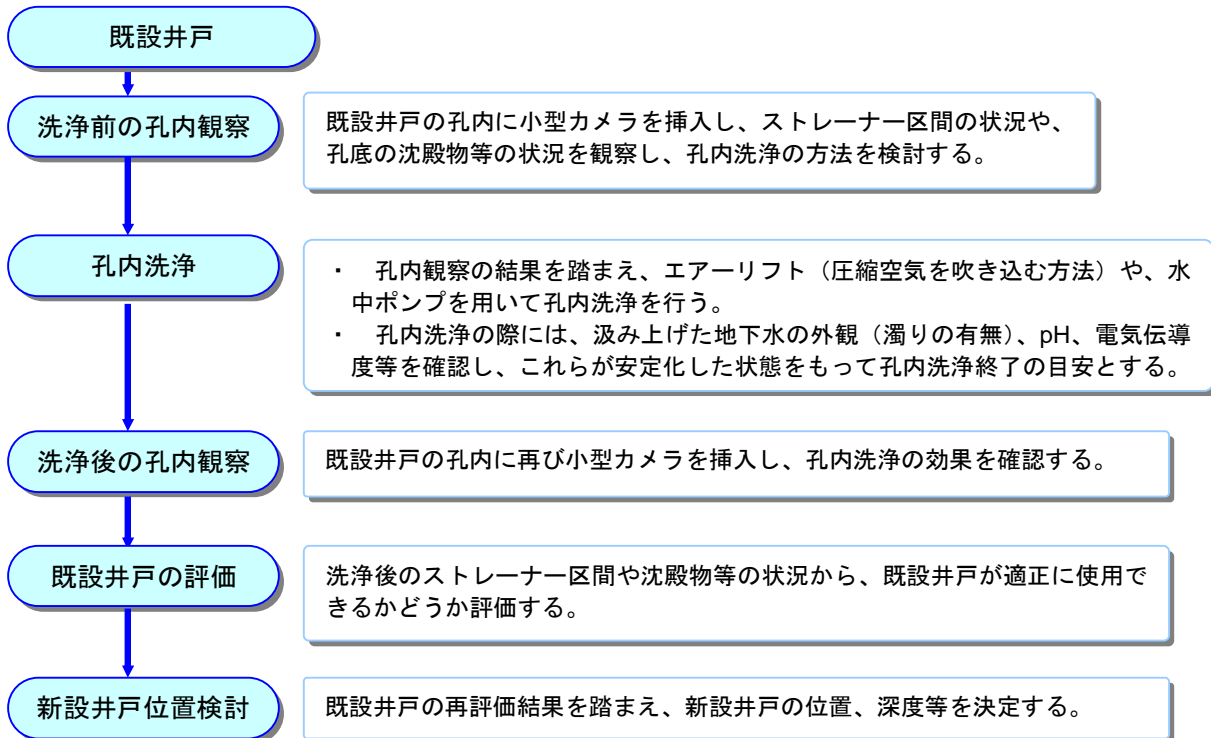 既設井戸
洗浄前の孔内観察
既設井戸の孔内に小型カメラを挿入し、ストレーナー区間の状況や、
孔底の沈殿物等の状況を観察し、孔内洗浄の方法を検討する。
孔内洗浄
・　孔内観察の結果を踏まえ、エアーリフト（圧縮空気を吹き込む方法）や、水
中ポンプを用いて孔内洗浄を行う。
・　孔内洗浄の際には、汲み上げた地下水の外観（濁りの有無）、pH、電気伝導
度等を確認し、これらが安定化した状態をもって孔内洗浄終了の目安とする。
洗浄後の孔内観察
既設井戸の孔内に再び小型カメラを挿入し、孔内洗浄の効果を確認する。
既設井戸の評価
洗浄後のストレーナー区間や沈殿物等の状況から、既設井戸が適正に使用で
きるかどうか評価する。
新設井戸位置検討
既設井戸の再評価結果を踏まえ、新設井戸の位置、深度等を決定する。